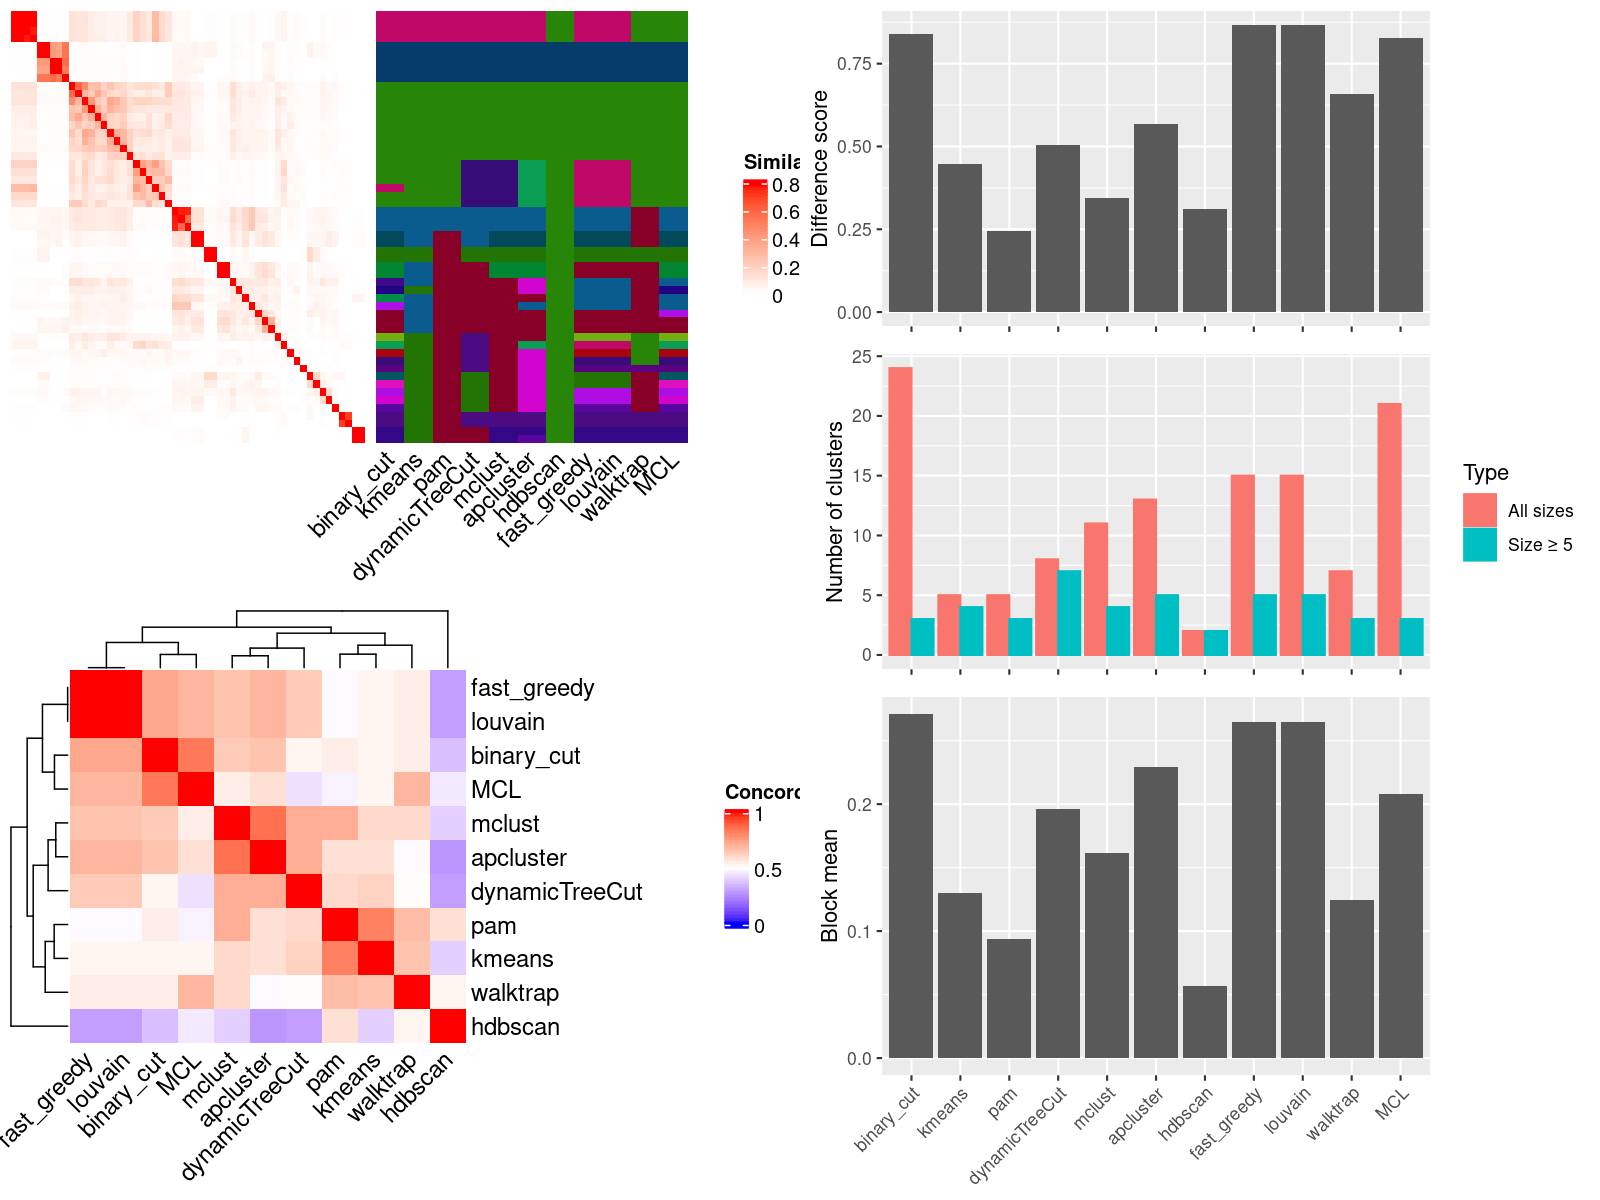 Simila
0.8
0.6
0.4
0.2
0
binary_cut
kmeans
pam
dynamicTreeCut
mclust
apcluster
hdbscan
fast_greedy
louvain
walktrap
MCL
fast_greedy
louvain
binary_cut
MCL
mclust
apcluster
dynamicTreeCut
pam
kmeans
walktrap
hdbscan
fast_greedy
louvain
binary_cut
MCL
mclust
apcluster
dynamicTreeCut
pam
kmeans
walktrap
hdbscan
Concorc
1
0.5
0
Difference score
0.75
0.50
0.25
0.00
Number of clusters
25
20
15
10
5
0
Type
All sizes
Size ≥ 5
Block mean
0.2
0.1
0.0
binary_cut
kmeans
pam
dynamicTreeCut
mclust
apcluster
hdbscan
fast_greedy
louvain
walktrap
MCL